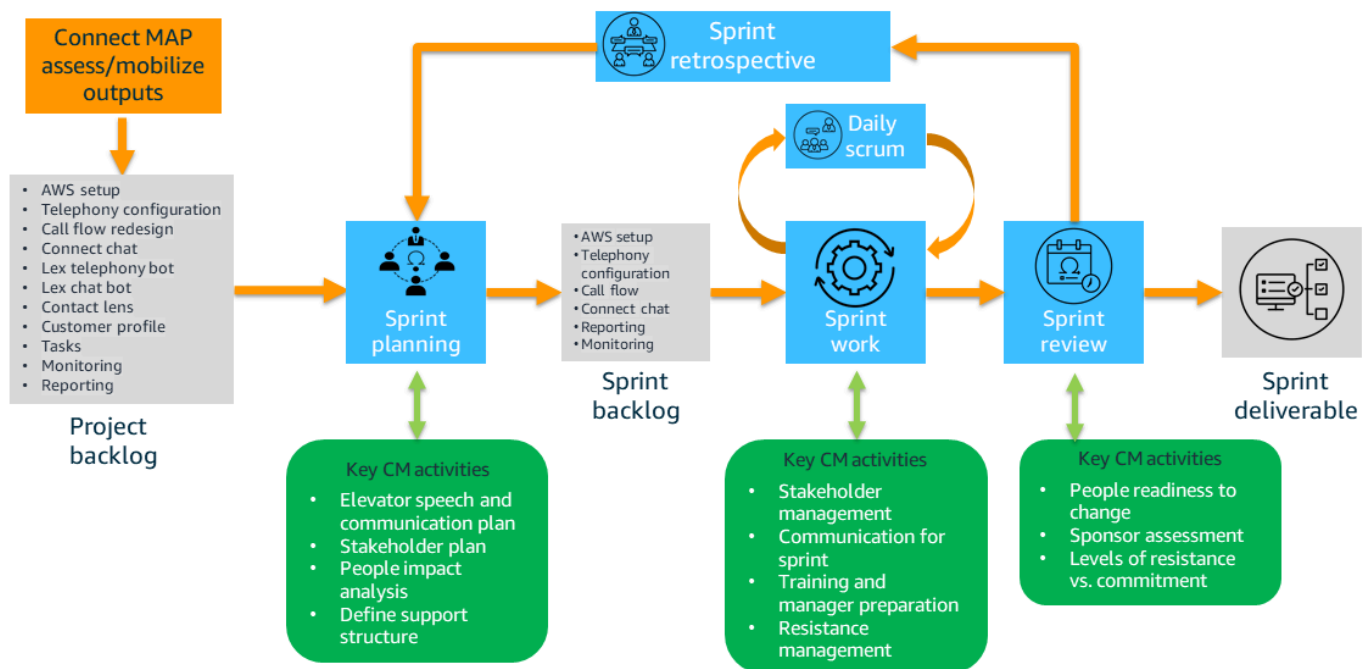 Connect MAP
assess/mobilize
outputs
Sprint
retrospective
Daily
scrum
• AWS setup
• Telephony configuration
• Call flow redesign
• Connect chat
• Lex telephony bot
• Lex chat bot
• Contact lens
• Customer profile
• Tasks
• Monitoring
• Reporting
Project
backlog
Sprint
planning
• AWS setup
• Telephony
configuration
• Call flow
• Connect chat
• Reporting
• Monitoring
Sprint
backlog
Sprint
work
Sprint
review
Sprint
deliverable
Key CM activities
• Elevator speech and
communication plan
• Stakeholder plan
• People impact
analysis
• Define support
structure
Key CM activities
• Stakeholder
management
• Communication for
sprint
• Training and
manager preparation
• Resistance
management
Key CM activities
• People readiness to
change
• Sponsor assessment
• Levels of resistance
vs. commitment